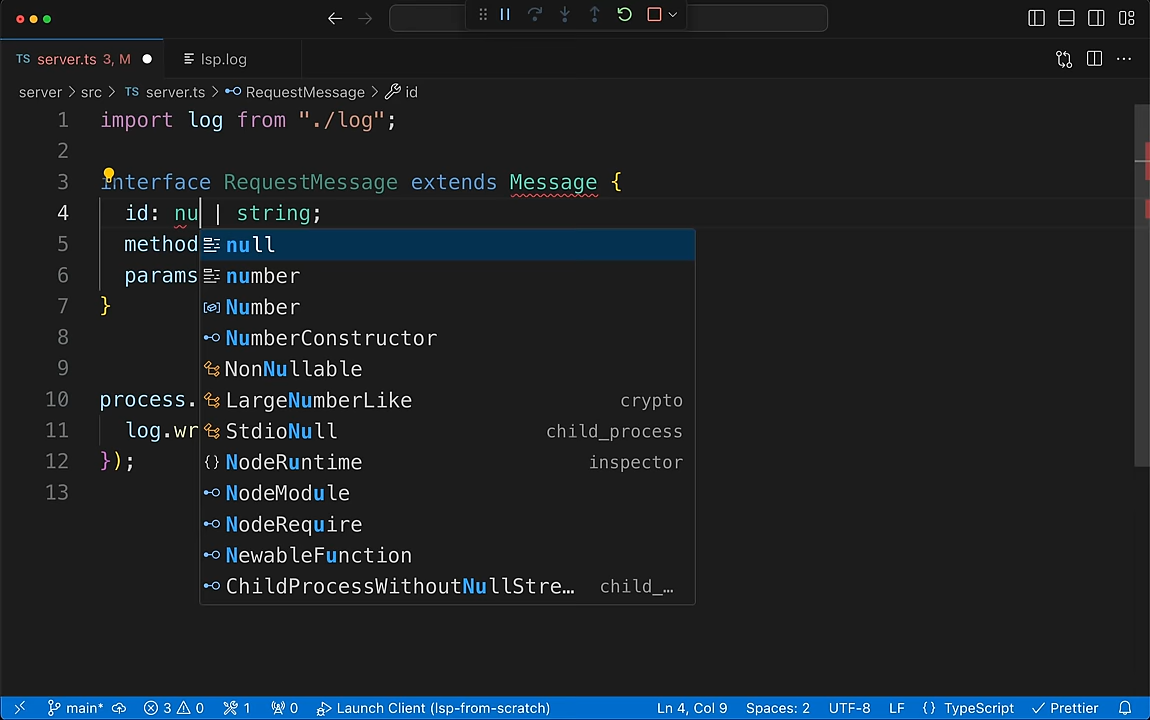 TS server.ts 3, M
lsp.log
server > src > TS server.ts > RequestMessage > id
1 import log from "./log";
2
3 interface RequestMessage extends Message {
4 id: nu | string;
5 method
6 params
7 }
8
9
10 process.
11 log.wr
12 });
13
null
number
Number
NumberConstructor
NonNullable
LargeNumberLike crypto
StdioNull child_process
NodeRuntime inspector
NodeModule
NodeRequire
NewableFunction
ChildProcessWithoutNullStre… child_…
main* 3 0 1 0 Launch Client (lsp-from-scratch) Ln 4, Col 9 Spaces: 2 UTF-8 LF {} TypeScript Prettier